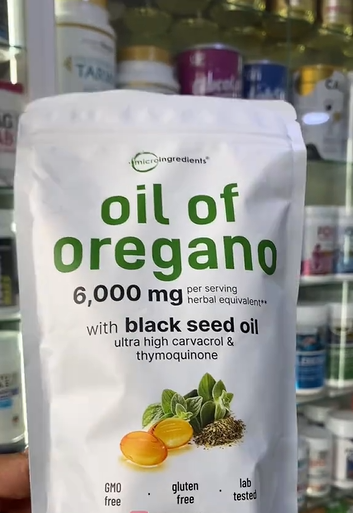 microingredients®
oil of
oregano
6,000 mg per serving
herbal equivalent**
with black seed oil
ultra high carvacrol &
thymoquinone
GMO free · gluten free · lab tested